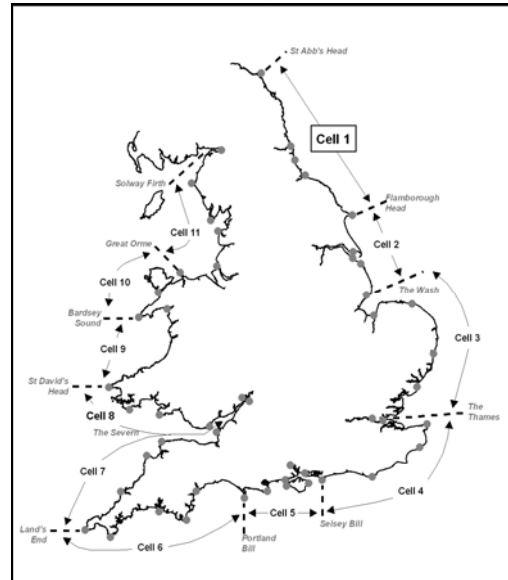 St Abb's Head
Cell 1
Solway Firth
Flamborough
Head
Great Orme
Cell 11
Cell 2
Cell 10
The Wash
Bardsey
Sound
Cell 9
Cell 3
St David's
Head
Cell 8
The Severn
The
Thames
Cell 7
Cell 4
Land's
End
Cell 5
Selsey Bill
Cell 6
Portland
Bill